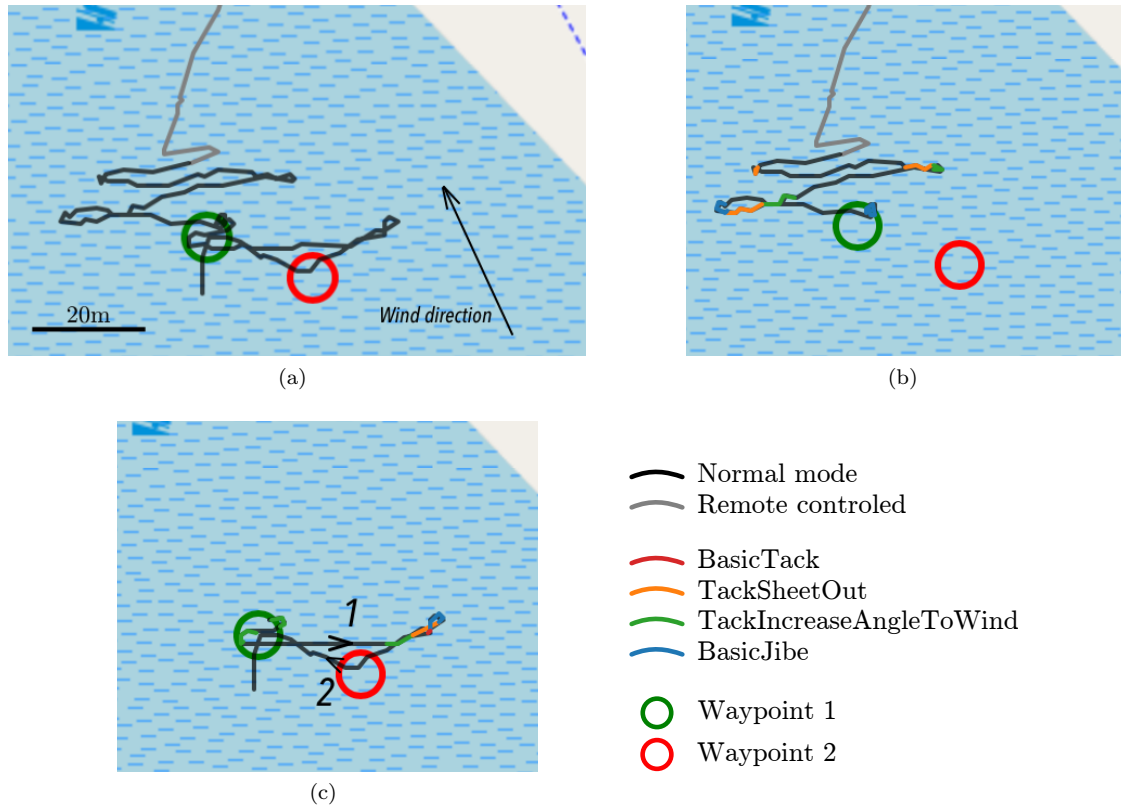 Wind direction
20m
(a)
(b)
1
2
(c)
Normal mode
Remote controled
BasicTack
TackSheetOut
TackIncreaseAngleToWind
BasicJibe
Waypoint 1
Waypoint 2